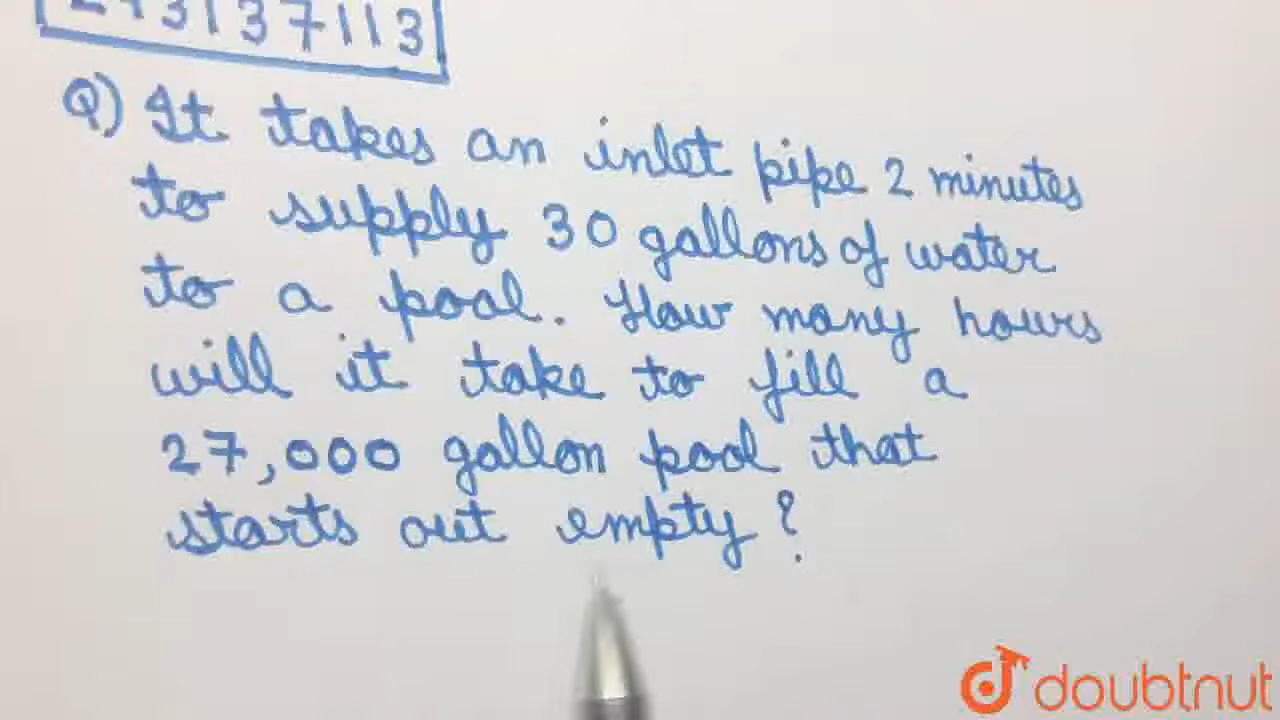 Q) It takes an inlet pipe 2 minutes
to supply 30 gallons of water
to a pool. How many hours
will it take to fill a
27,000 gallon pool that
starts out empty?
doubtnut